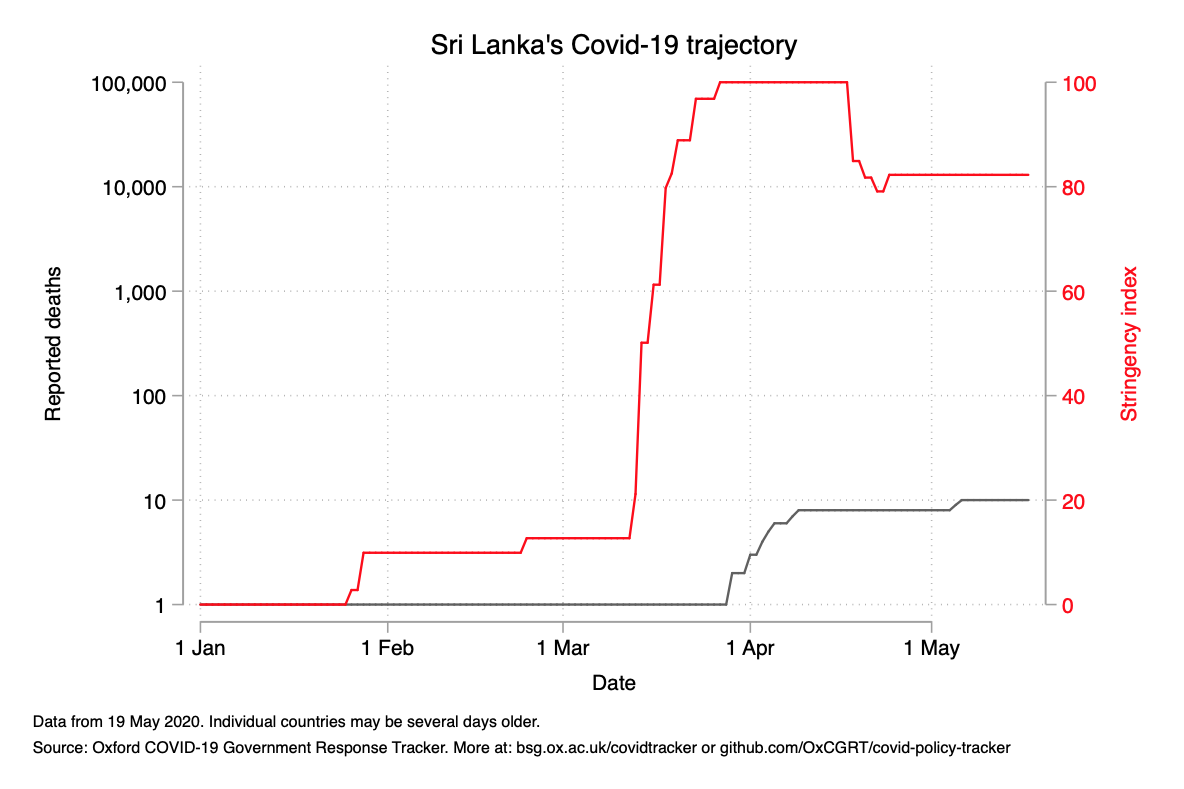 Sri Lanka's Covid-19 trajectory
100,000
10,000
1,000
100
10
1
Reported deaths
100
80
60
40
20
0
Stringency index
1 Jan 1 Feb 1 Mar 1 Apr 1 May
Date
Data from 19 May 2020. Individual countries may be several days older.
Source: Oxford COVID-19 Government Response Tracker. More at: bsg.ox.ac.uk/covidtracker or github.com/OxCGRT/covid-policy-tracker